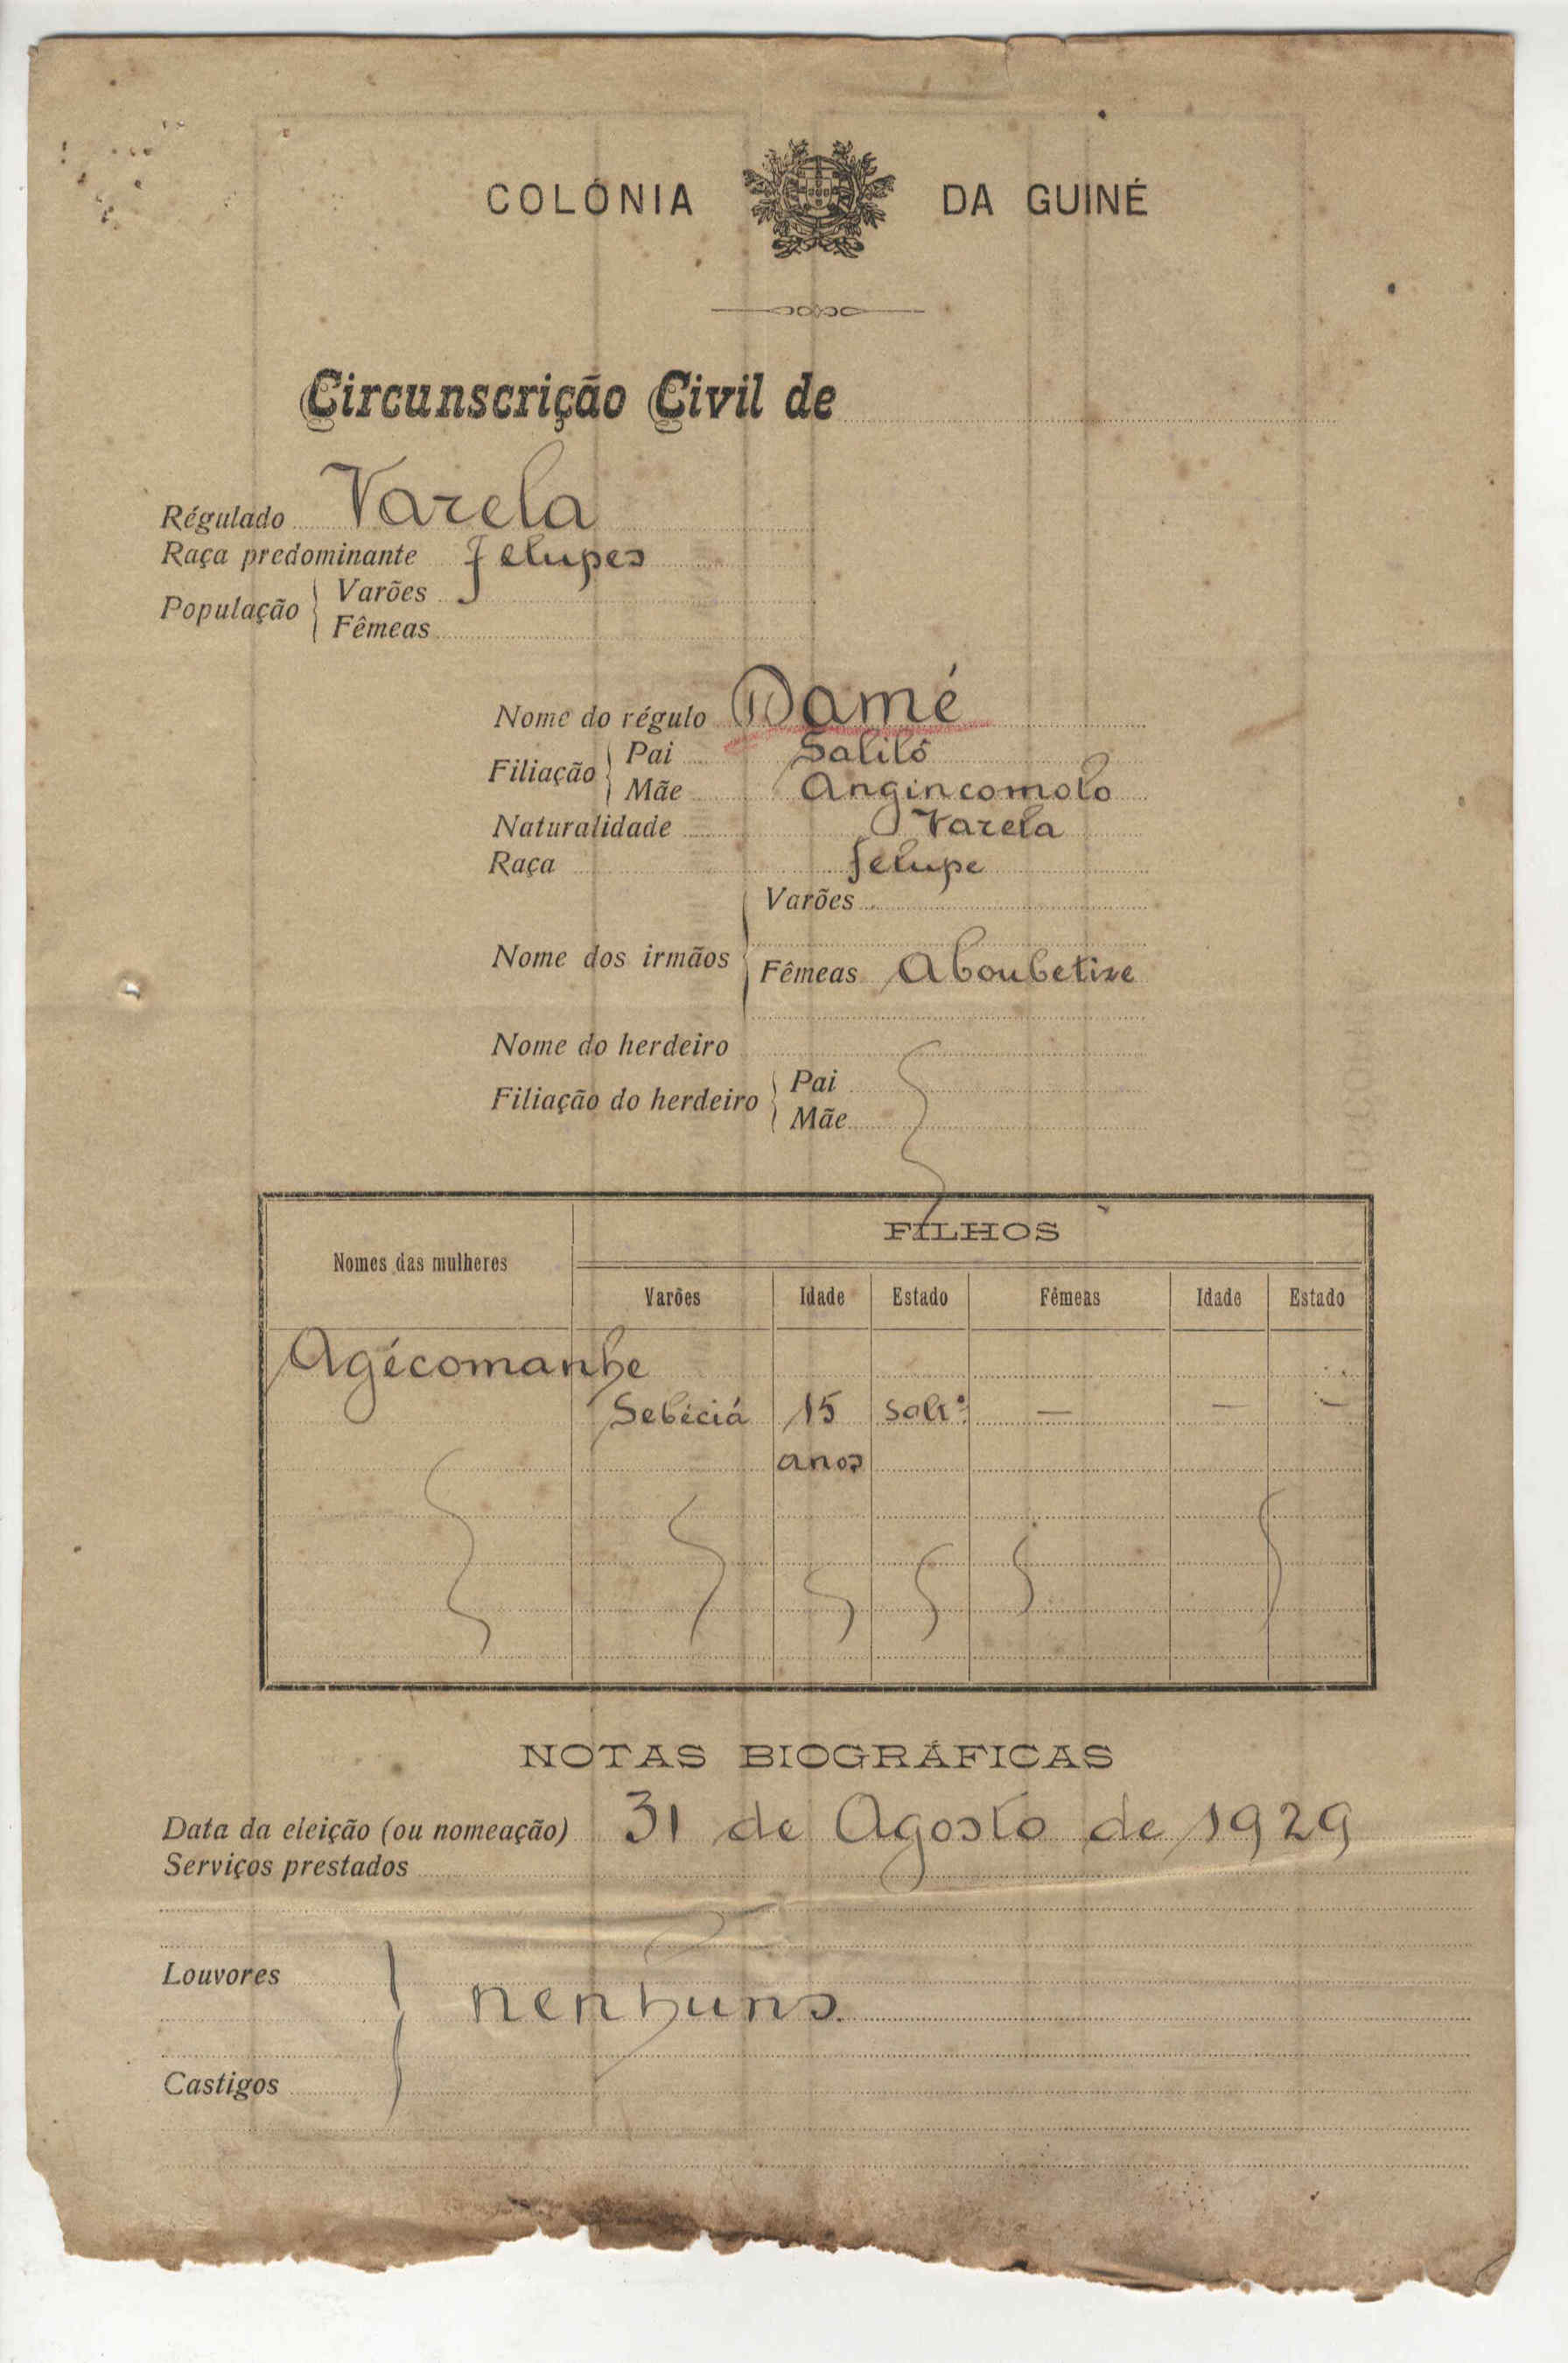 COLÓNIA DA GUINÉ
Circunscrição Civil de
Régulado Varela
Raça predominante Felupes
População Varões
Fêmeas
Nome do régulo Damé
Filiação Pai Salilô
Mãe Angincomolo
Naturalidade Varela
Raça felupe
Varões
Nome dos irmãos
Fêmeas Aboubetixe
Nome do herdeiro
Filiação do herdeiro Pai
Mãe
FILHOS
Nomes das mulheres
Varões Idade Estado Fêmeas Idade Estado
Agécomanhe
Sebéciá 15 solt.º — — —
anos
NOTAS BIOGRÁFICAS
Data da eleição (ou nomeação) 31 de Agosto de 1929
Serviços prestados
Louvores
nenhuns.
Castigos